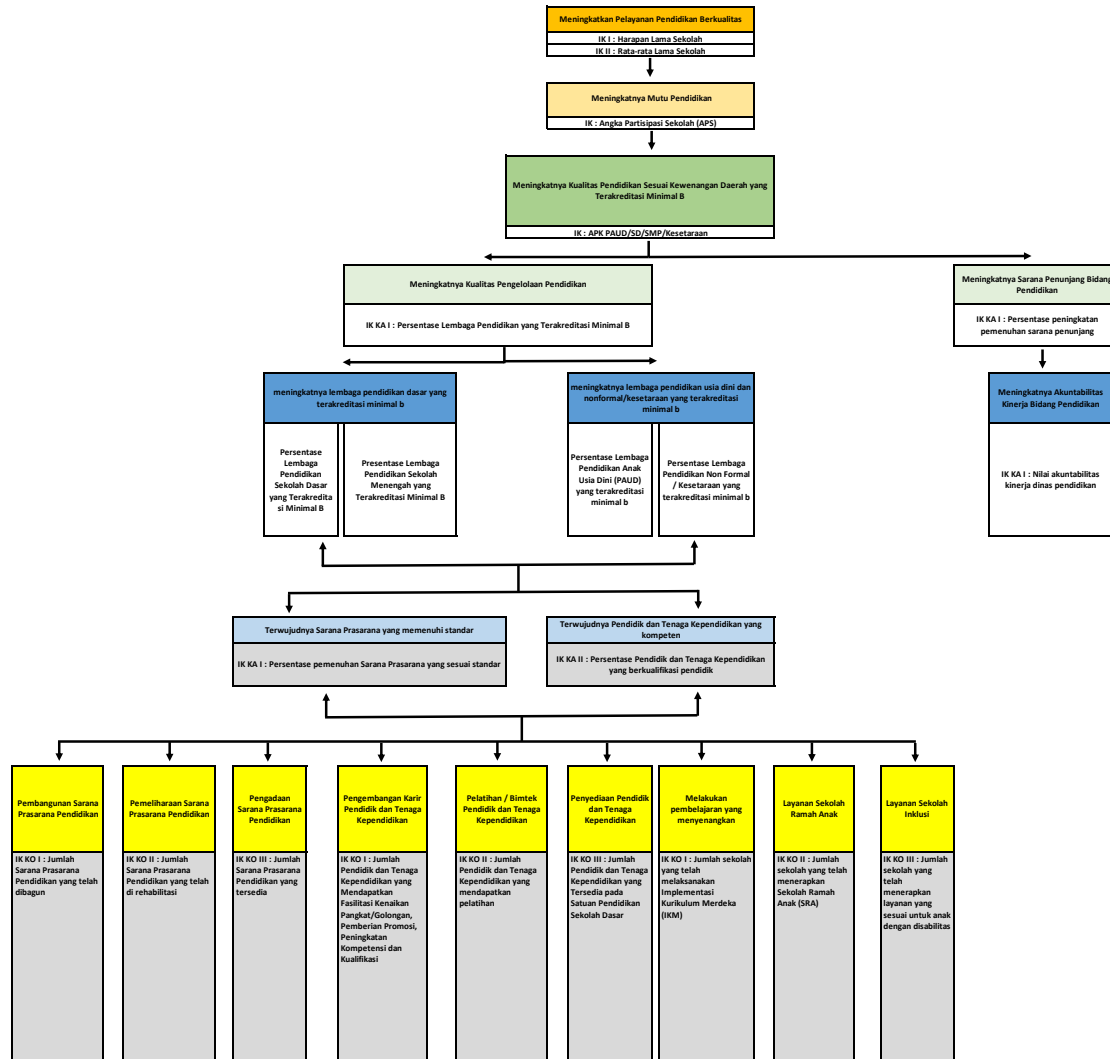 Meningkatkan Pelayanan Pendidikan Berkualitas
IK I : Harapan Lama Sekolah
IK II : Rata-rata Lama Sekolah
Meningkatnya Mutu Pendidikan
IK : Angka Partisipasi Sekolah (APS)
Meningkatnya Kualitas Pendidikan Sesuai Kewenangan Daerah yang
Terakreditasi Minimal B
IK : APK PAUD/SD/SMP/Kesetaraan
Meningkatnya Kualitas Pengelolaan Pendidikan
IK KA I : Persentase Lembaga Pendidikan yang Terakreditasi Minimal B
Meningkatnya Sarana Penunjang Bidang
Pendidikan
IK KA I : Persentase peningkatan
pemenuhan sarana penunjang
meningkatnya lembaga pendidikan dasar yang
terakreditasi minimal b
Persentase
Lembaga
Pendidikan
Sekolah Dasar
yang Terakredita
si Minimal B
Presentase Lembaga
Pendidikan Sekolah
Menengah yang
Terakreditasi Minimal B
meningkatnya lembaga pendidikan usia dini dan
nonformal/kesetaraan yang terakreditasi
minimal b
Persentase Lembaga
Pendidikan Anak
Usia Dini (PAUD)
yang terakreditasi
minimal b
Persentase Lembaga
Pendidikan Non Formal
/ Kesetaraan yang
terakreditasi minimal b
Meningkatnya Akuntabilitas
Kinerja Bidang Pendidikan
IK KA I : Nilai akuntabilitas
kinerja dinas pendidikan
Terwujudnya Sarana Prasarana yang memenuhi standar
IK KA I : Persentase pemenuhan Sarana Prasarana yang sesuai standar
Terwujudnya Pendidik dan Tenaga Kependidikan yang
kompeten
IK KA II : Persentase Pendidik dan Tenaga Kependidikan
yang berkualifikasi pendidik
Pembangunan Sarana
Prasarana Pendidikan
IK KO I : Jumlah
Sarana Prasarana
Pendidikan yang telah
dibagun
Pemeliharaan Sarana
Prasarana Pendidikan
IK KO II : Jumlah
Sarana Prasarana
Pendidikan yang telah
di rehabilitasi
Pengadaan
Sarana Prasarana
Pendidikan
IK KO III : Jumlah
Sarana Prasarana
Pendidikan yang
tersedia
Pengembangan Karir
Pendidik dan Tenaga
Kependidikan
IK KO I : Jumlah
Pendidik dan Tenaga
Kependidikan yang
Mendapatkan
Fasilitasi Kenaikan
Pangkat/Golongan,
Pemberian Promosi,
Peningkatan
Kompetensi dan
Kualifikasi
Pelatihan / Bimtek
Pendidik dan Tenaga
Kependidikan
IK KO II : Jumlah
Pendidik dan Tenaga
Kependidikan yang
mendapatkan
pelatihan
Penyediaan Pendidik
dan Tenaga
Kependidikan
IK KO III : Jumlah
Pendidik dan Tenaga
Kependidikan yang
Tersedia pada
Satuan Pendidikan
Sekolah Dasar
Melakukan
pembelajaran yang
menyenangkan
IK KO I : Jumlah sekolah
yang telah
melaksanakan
Implementasi
Kurikulum Merdeka
(IKM)
Layanan Sekolah
Ramah Anak
IK KO II : Jumlah
sekolah yang telah
menerapkan
Sekolah Ramah
Anak (SRA)
Layanan Sekolah
Inklusi
IK KO III : Jumlah
sekolah yang
telah
menerapkan
layanan yang
sesuai untuk anak
dengan disabilitas